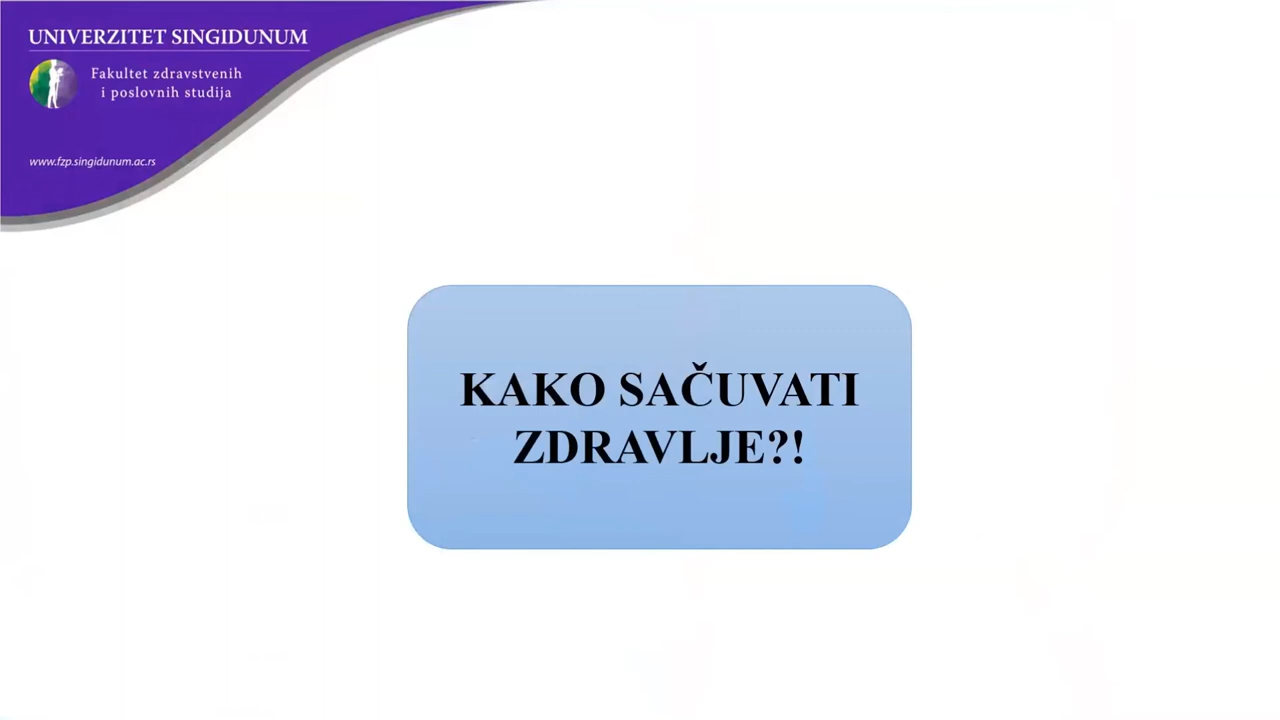 UNIVERZITET SINGIDUNUM
Fakultet zdravstvenih
i poslovnih studija
www.fzp.singidunum.ac.rs
KAKO SAČUVATI
ZDRAVLJE?!